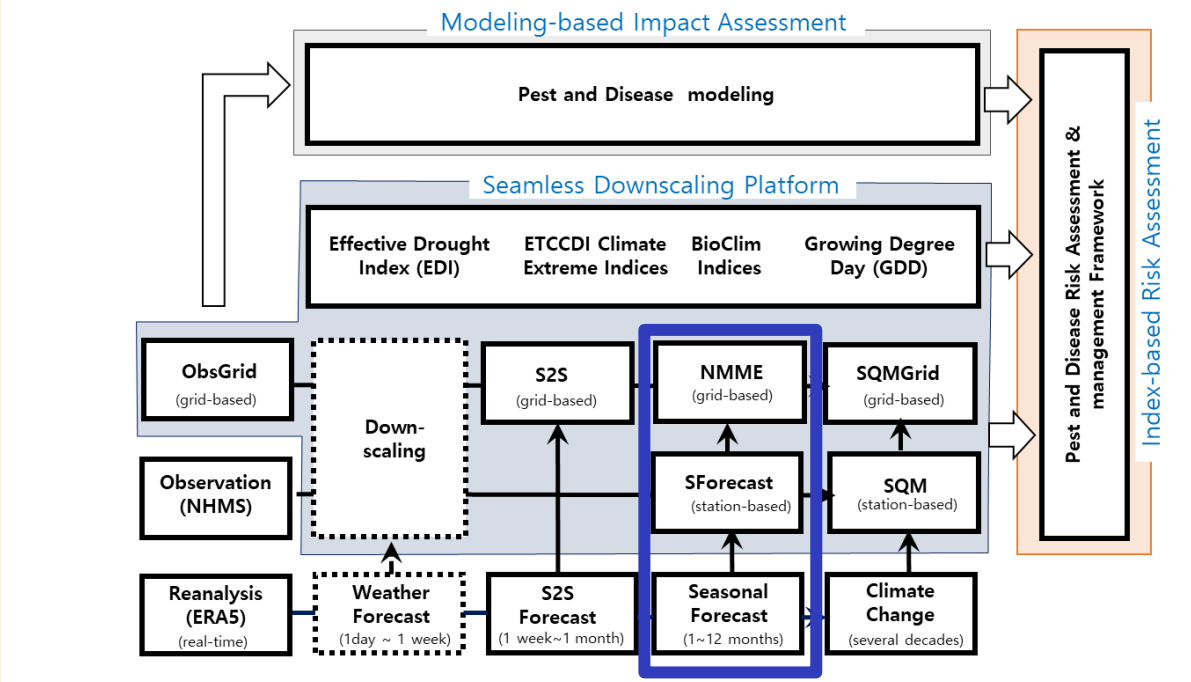 Modeling-based Impact Assessment
Pest and Disease modeling
Seamless Downscaling Platform
Effective Drought
Index (EDI)
ETCCDI Climate
Extreme Indices
BioClim
Indices
Growing Degree
Day (GDD)
ObsGrid
(grid-based)
Down-
scaling
S2S
(grid-based)
NMME
(grid-based)
SQMGrid
(grid-based)
Observation
(NHMS)
SForecast
(station-based)
SQM
(station-based)
Reanalysis
(ERA5)
(real-time)
Weather
Forecast
(1day ~ 1 week)
S2S
Forecast
(1 week~1 month)
Seasonal
Forecast
(1~12 months)
Climate
Change
(several decades)
Pest and Disease Risk Assessment &
management Framework
Index-based Risk Assessment